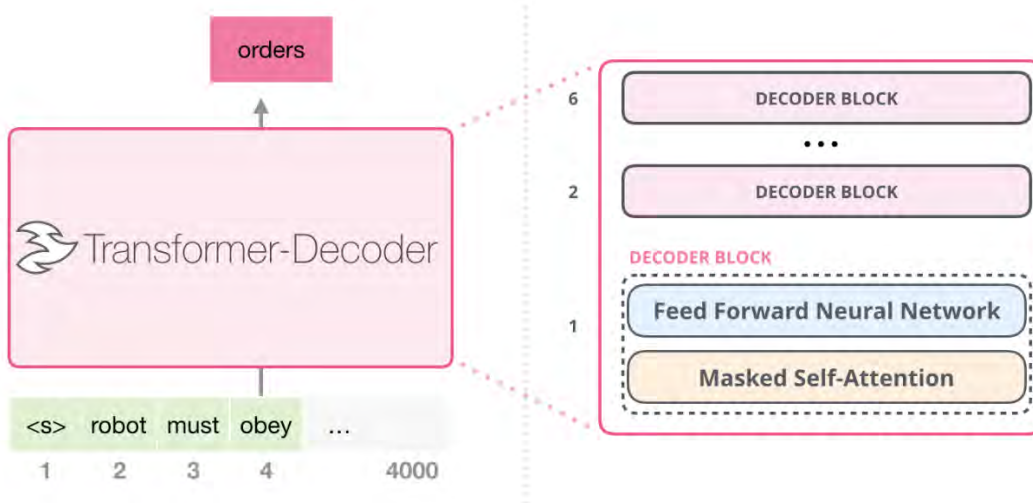 orders
Transformer-Decoder
<s> robot must obey ...
1 2 3 4 4000
6 DECODER BLOCK
...
2 DECODER BLOCK
DECODER BLOCK
1
Feed Forward Neural Network
Masked Self-Attention